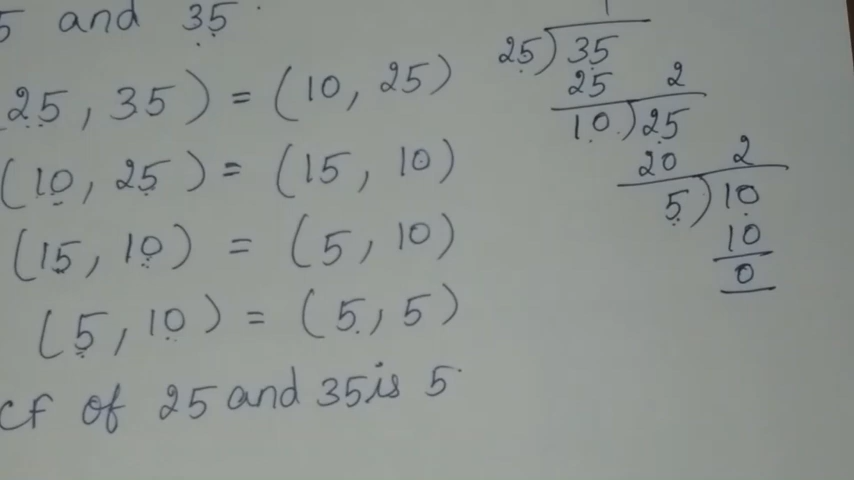 5 and 35.
(25, 35) = (10, 25)
(10, 25) = (15, 10)
(15, 10) = (5, 10)
(5, 10) = (5, 5)
CF of 25 and 35 is 5.
1
25) 35
25 2
10) 25
20 2
5) 10
10
0